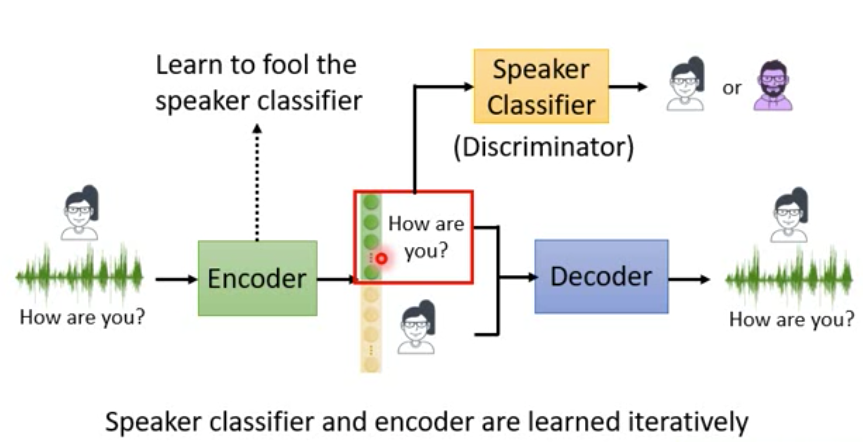 Learn to fool the
speaker classifier
Speaker
Classifier
(Discriminator)
or
How are
you?
Encoder
Decoder
How are you?
How are you?
Speaker classifier and encoder are learned iteratively